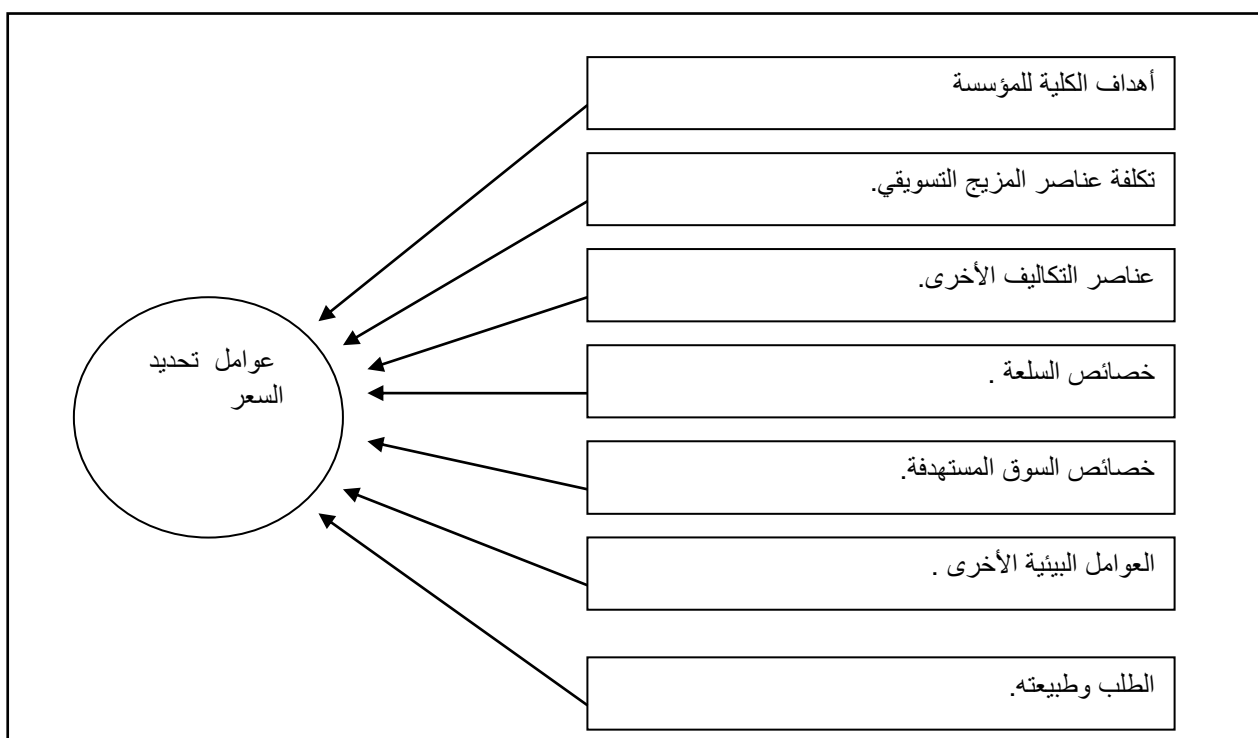 أهداف الكلية للمؤسسة
تكلفة عناصر المزيج التسويقي.
عناصر التكاليف الأخرى.
خصائص السلعة .
خصائص السوق المستهدفة.
العوامل البيئية الأخرى .
الطلب وطبيعته.
عوامل تحديد
السعر